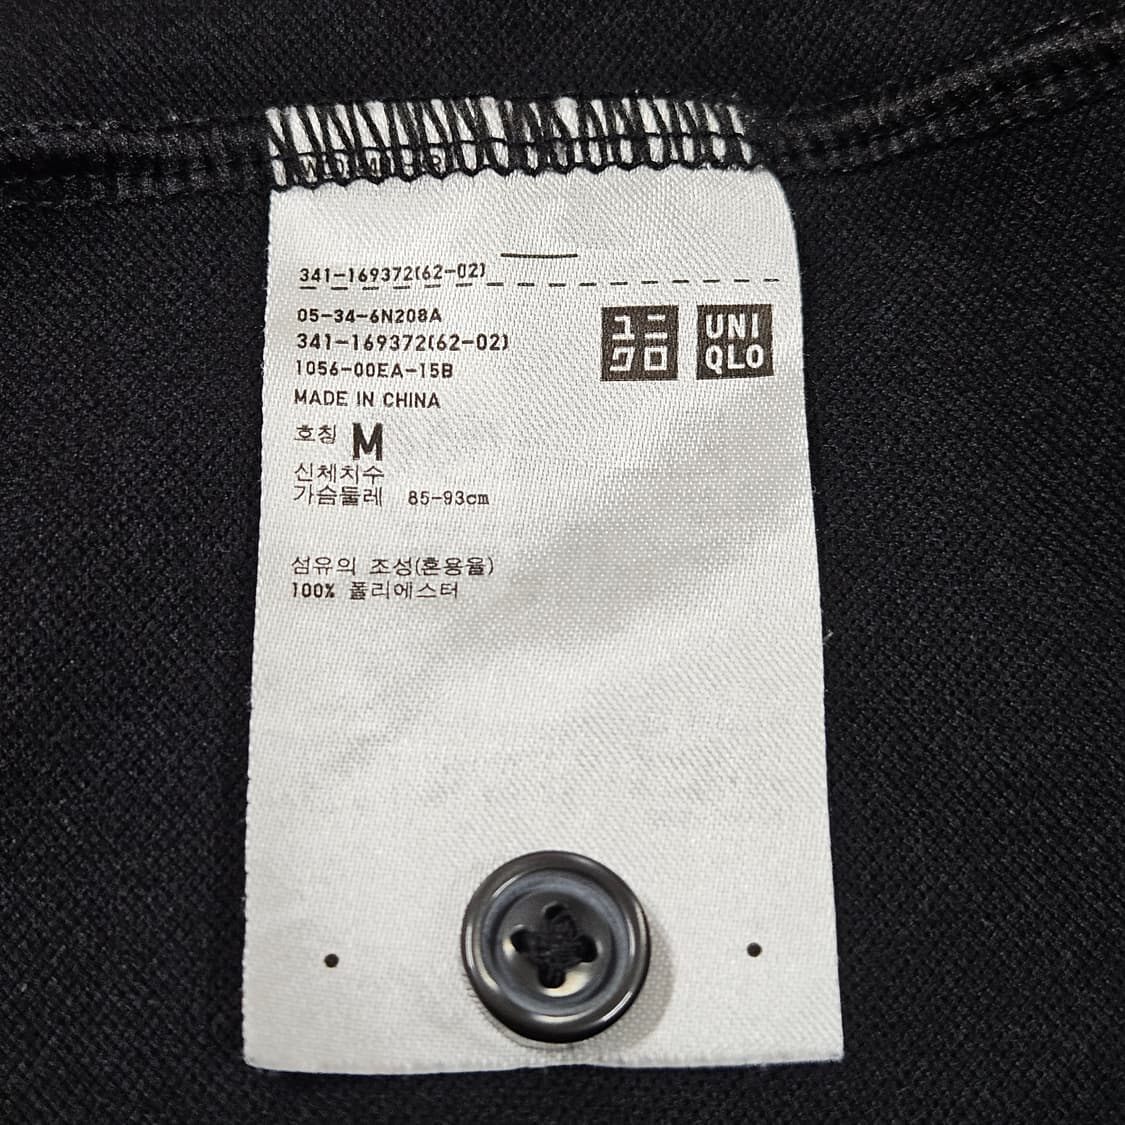 341-169372(62-02)
05-34-6N208A
341-169372(62-02)
1056-00EA-15B
MADE IN CHINA
ユニ
クロ
UNI
QLO
호칭 M
신체치수
가슴둘레 85-93cm
섬유의 조성(혼용율)
100% 폴리에스터